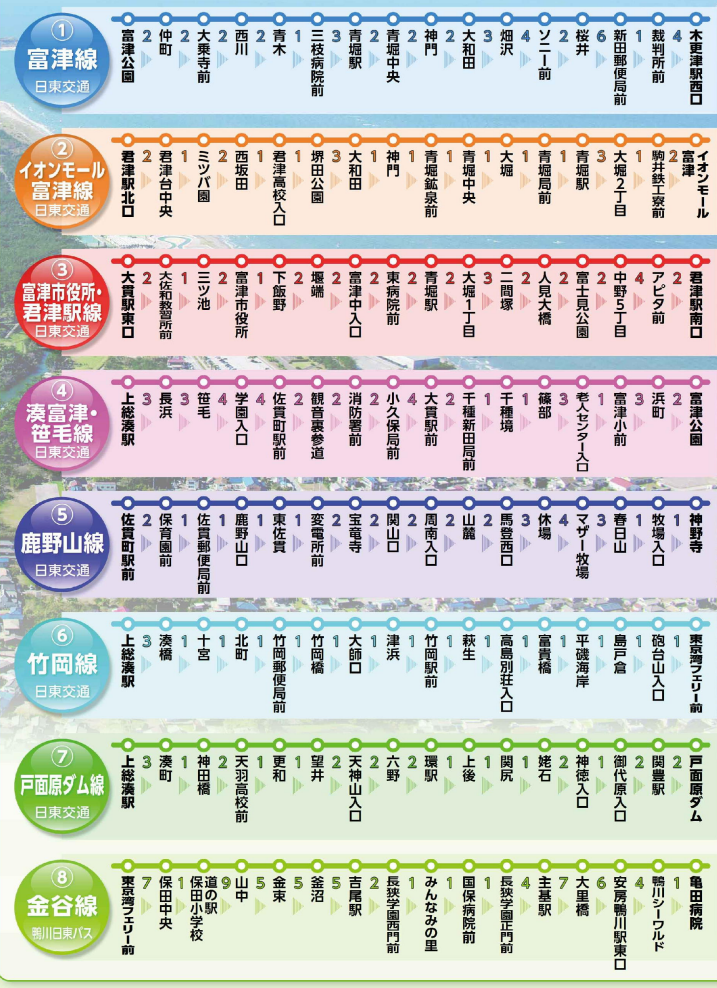 ①
富津線
日東交通
富津公園 2 仲町 2 大乗寺前 2 西川 2 青木 1 三枝病院前 3 青堀駅 2 青堀中央 2 神門 2 大和田 3 畑沢 4 ソニー前 2 桜井 6 新田郵便局前 1 裁判所前 4 木更津駅西口
②
イオンモール
富津線
日東交通
君津駅北口 2 君津台中央 1 ミツバ園 2 西坂田 1 君津高校入口 1 堺田公園 3 大和田 1 神門 1 青堀鉱泉前 1 青堀中央 1 大堀 1 青堀局前 1 青堀駅 3 大堀2丁目 1 駒井鉄工寮前 2 イオンモール富津
③
富津市役所・
君津駅線
日東交通
大貫駅東口 2 大佐和教習所前 1 三ツ池 2 富津市役所 1 下飯野 2 堰端 2 富津中入口 2 東病院前 2 青堀駅 2 大堀1丁目 3 二間塚 2 人見大橋 2 富士見公園 2 中野5丁目 4 アピタ前 2 君津駅南口
④
湊富津・
笹毛線
日東交通
上総湊駅 3 長浜 3 笹毛 4 学園入口 4 佐貫町駅前 2 観音裏参道 2 消防署前 2 小久保局前 4 大貫駅前 2 千種新田局前 1 千種境 1 篠部 3 老人センター入口 1 富津小前 3 浜町 2 富津公園
⑤
鹿野山線
日東交通
佐貫町駅前 2 保育園前 1 佐貫郵便局前 1 鹿野山口 1 東佐貫 1 変電所前 2 宝竜寺 2 関山口 2 周南入口 2 山麓 2 馬登西口 3 休場 4 マザー牧場 3 春日山 1 牧場入口 1 神野寺
⑥
竹岡線
日東交通
上総湊駅 3 湊橋 1 十宮 1 北町 1 竹岡郵便局前 1 竹岡橋 1 大師口 1 津浜 1 竹岡駅前 1 萩生 1 高島別荘入口 1 富貴橋 1 平磯海岸 1 島戸倉 1 砲台山入口 1 東京湾フェリー前
⑦
戸面原ダム線
日東交通
上総湊駅 3 湊町 1 神田橋 2 天羽高校前 1 更和 1 望井 2 天神山入口 2 六野 2 環駅 1 上後 1 関尻 1 姥石 2 神徳入口 1 御代原入口 2 関豊駅 2 戸面原ダム
⑧
金谷線
鴨川日東バス
東京湾フェリー前 7 保田中央 1 道の駅保田小学校 9 山中 5 金束 5 釜沼 5 吉尾駅 2 長狭学園西門前 1 みんなみの里 1 国保病院前 1 長狭学園正門前 4 主基駅 7 大里橋 6 安房鴨川駅東口 4 鴨川シーワルド 1 亀田病院